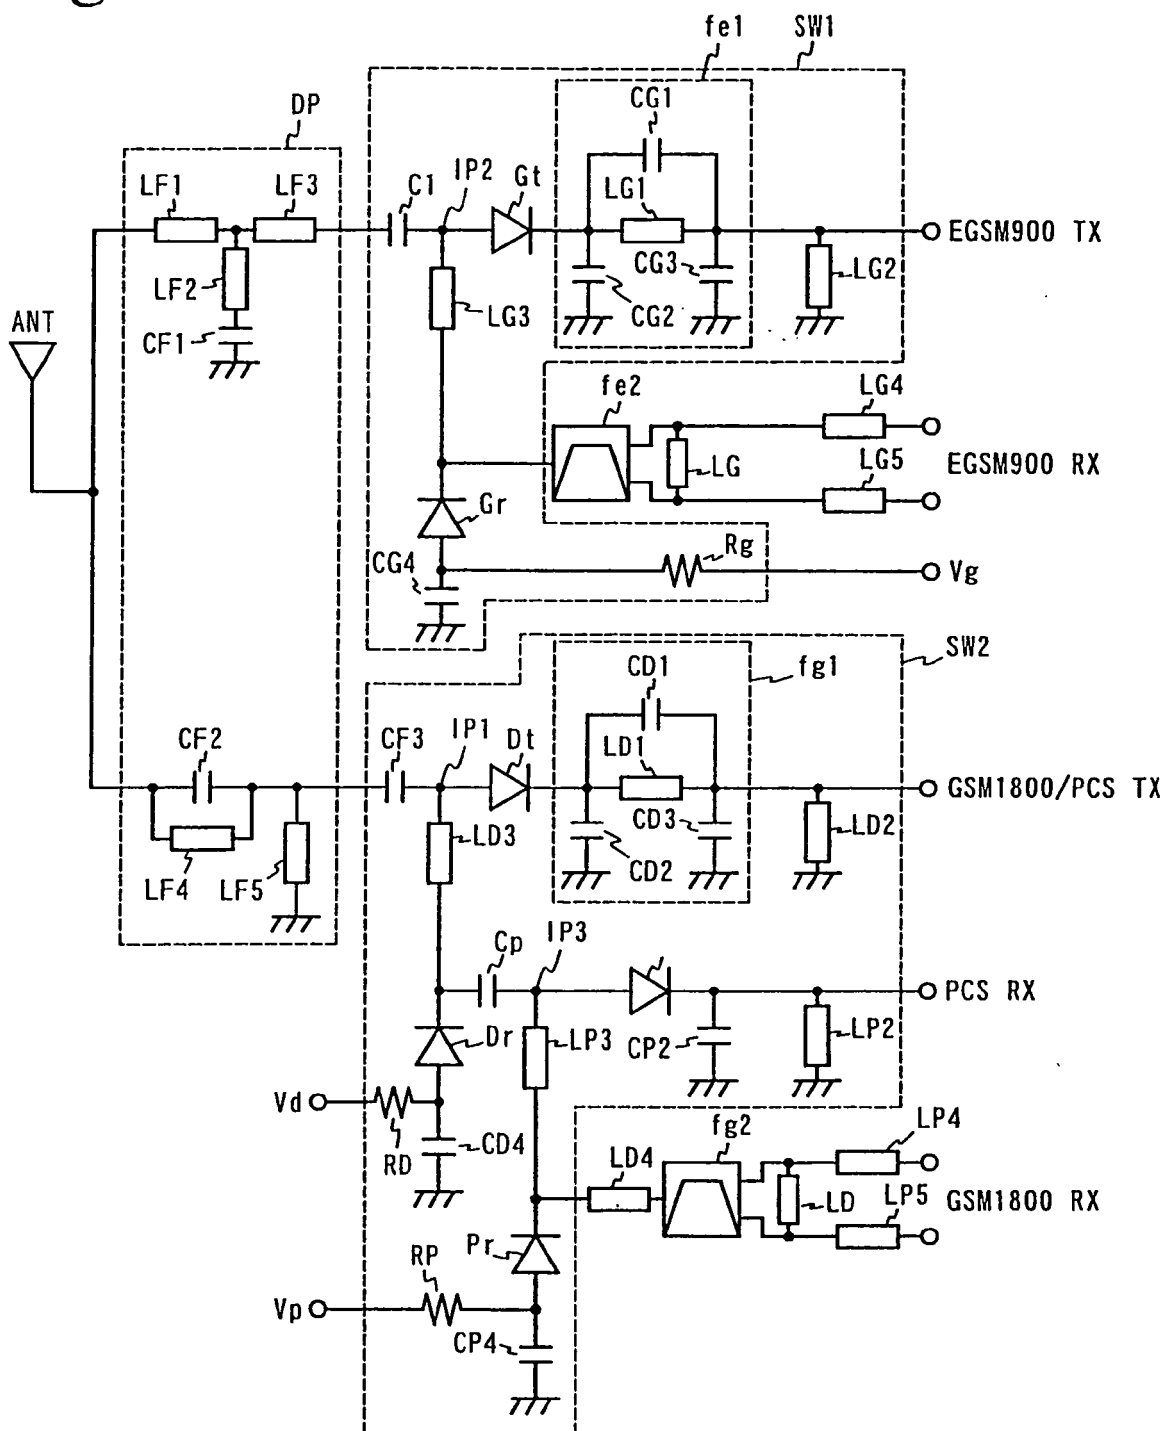 fe1 SW1
CG1
DP
LF1 LF3 C1 IP2 Gt LG1
EGSM900 TX
LF2 LG3 CG3 LG2
CG2
ANT
CF1
fe2 LG4
LG EGSM900 RX
LG5
Gr
Rg
CG4 Vg
SW2
CD1 fg1
CF2 CF3 IP1 Dt LD1
GSM1800/PCS TX
LD3 CD3 LD2
CD2
LF4 LF5
Cp IP3
PCS RX
Dr LP3 CP2 LP2
Vd
RD CD4 fg2 LP4
LD4
LD LP5 GSM1800 RX
RP Pr
Vp
CP4